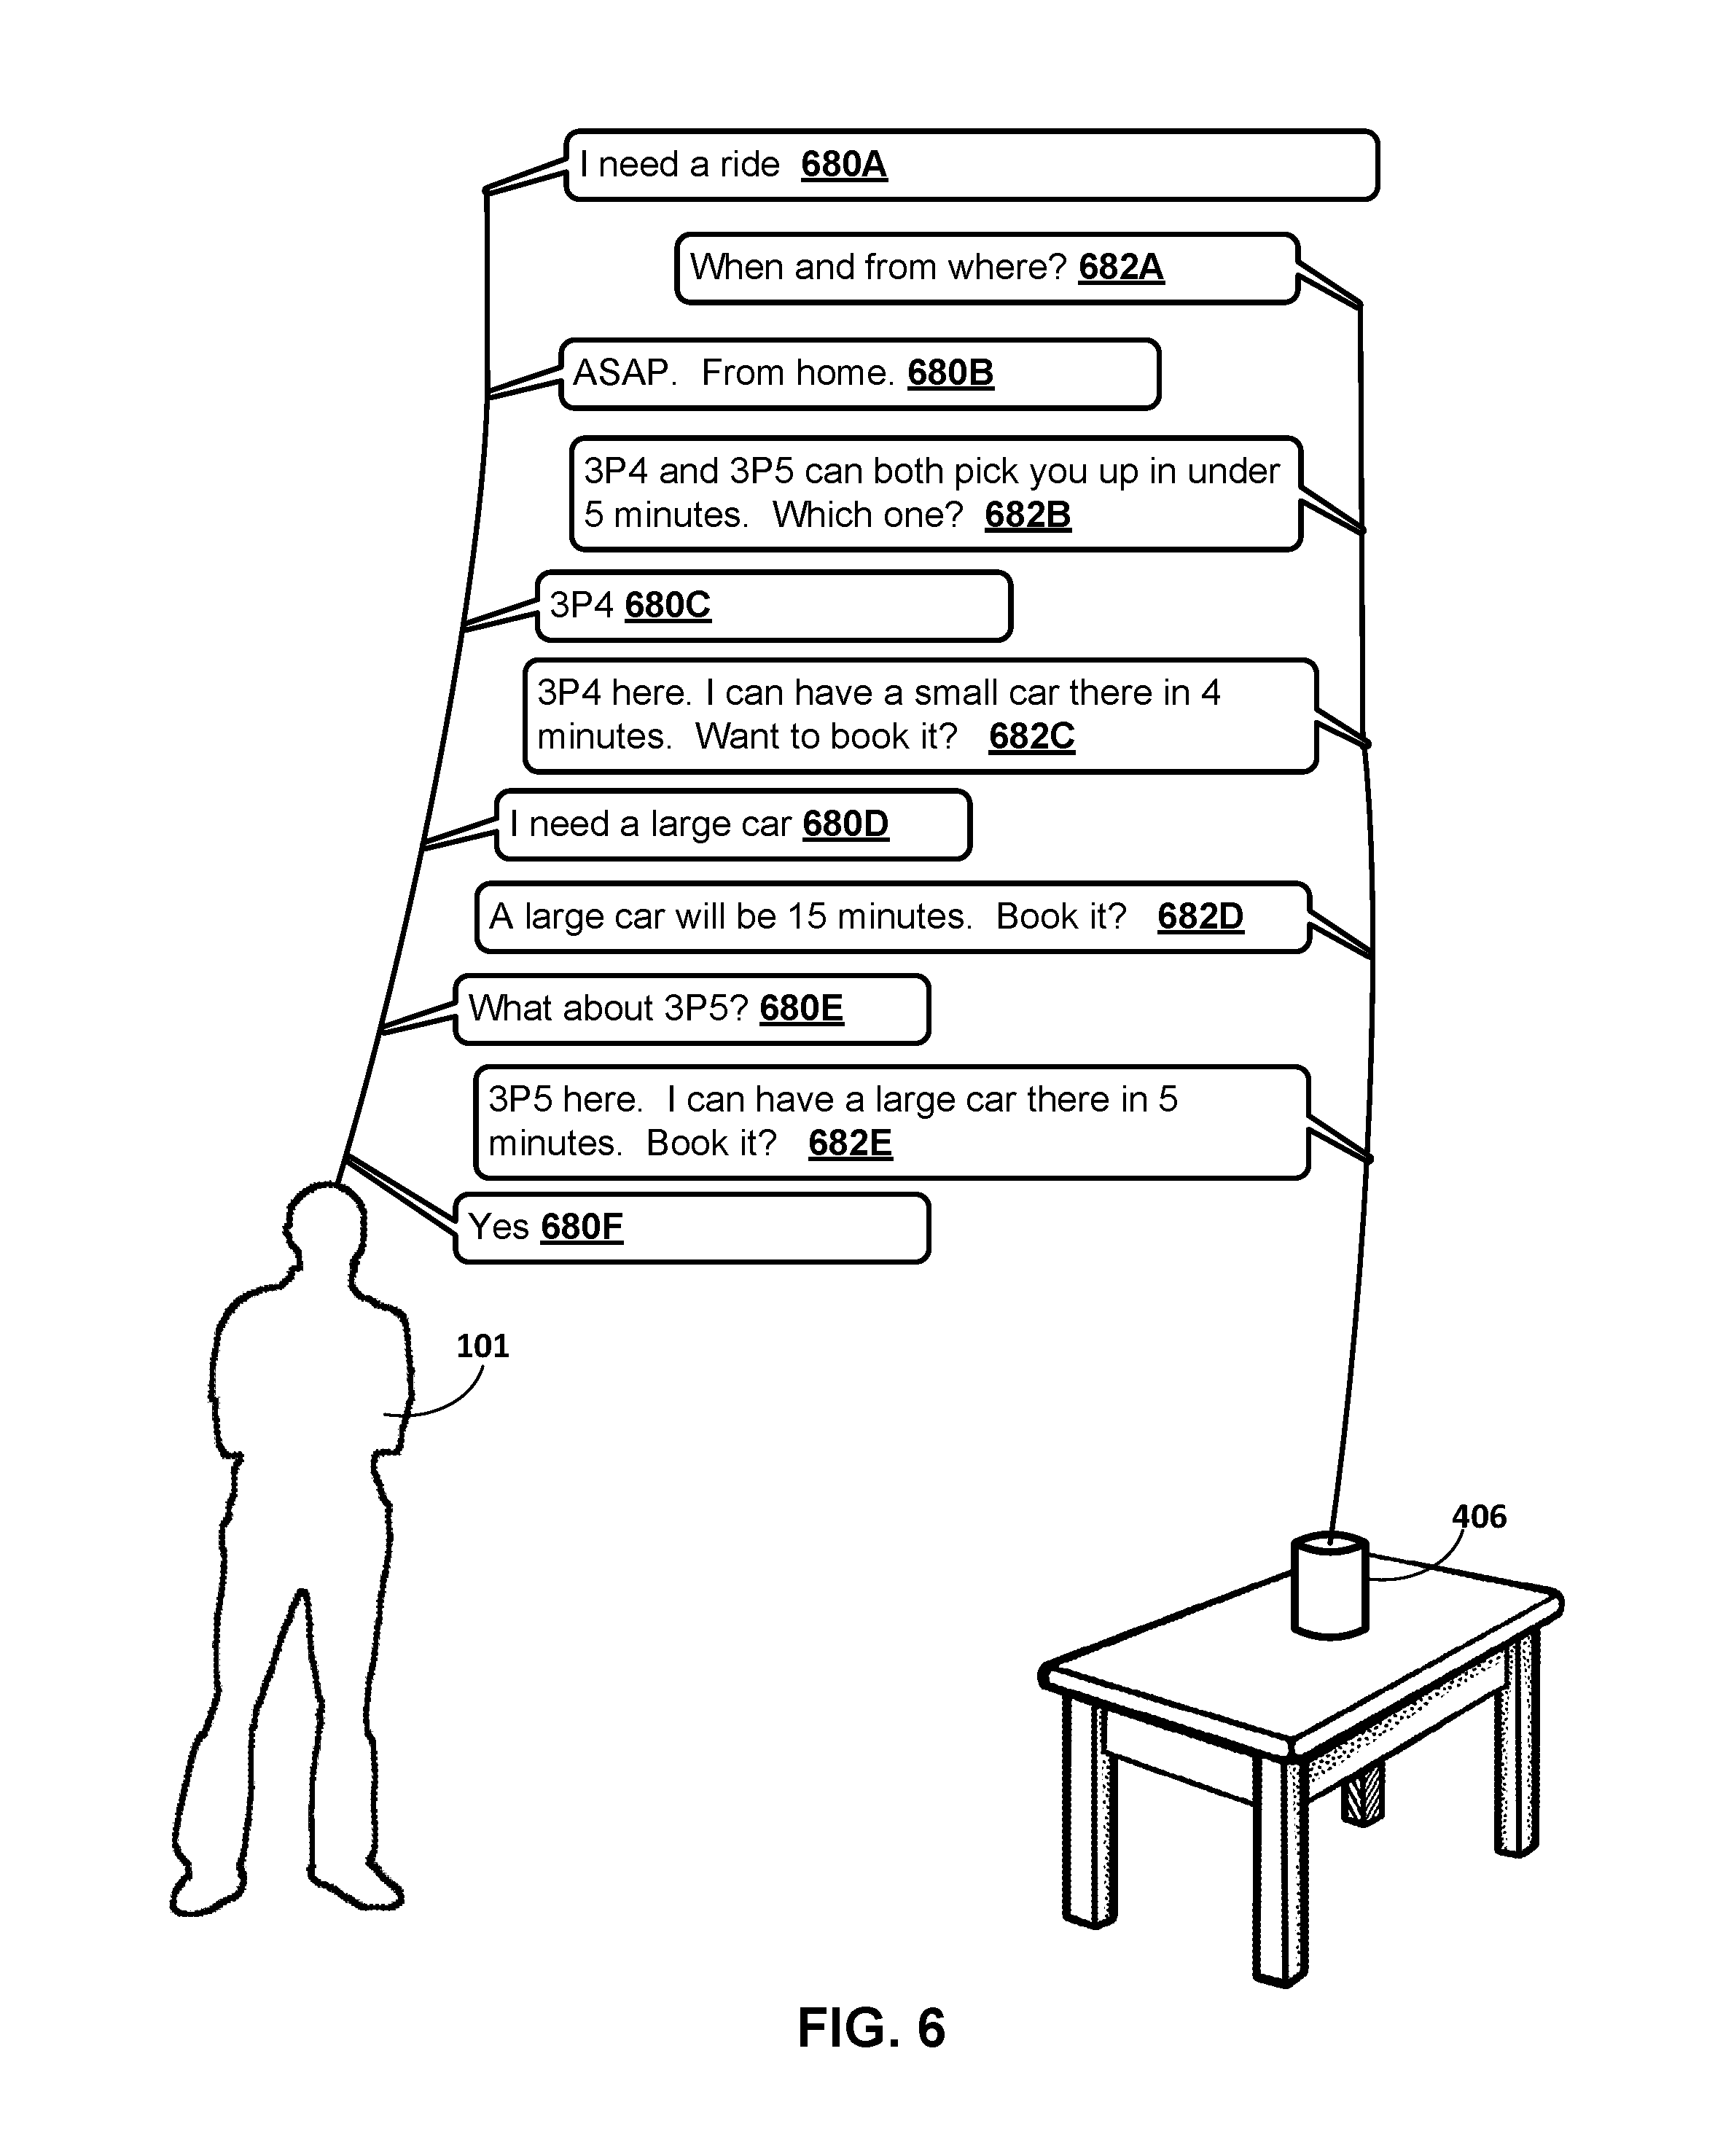 I need a ride 680A
When and from where? 682A
ASAP. From home. 680B
3P4 and 3P5 can both pick you up in under
5 minutes. Which one? 682B
3P4 680C
3P4 here. I can have a small car there in 4
minutes. Want to book it? 682C
I need a large car 680D
A large car will be 15 minutes. Book it? 682D
What about 3P5? 680E
3P5 here. I can have a large car there in 5
minutes. Book it? 682E
Yes 680F
101
406
FIG. 6